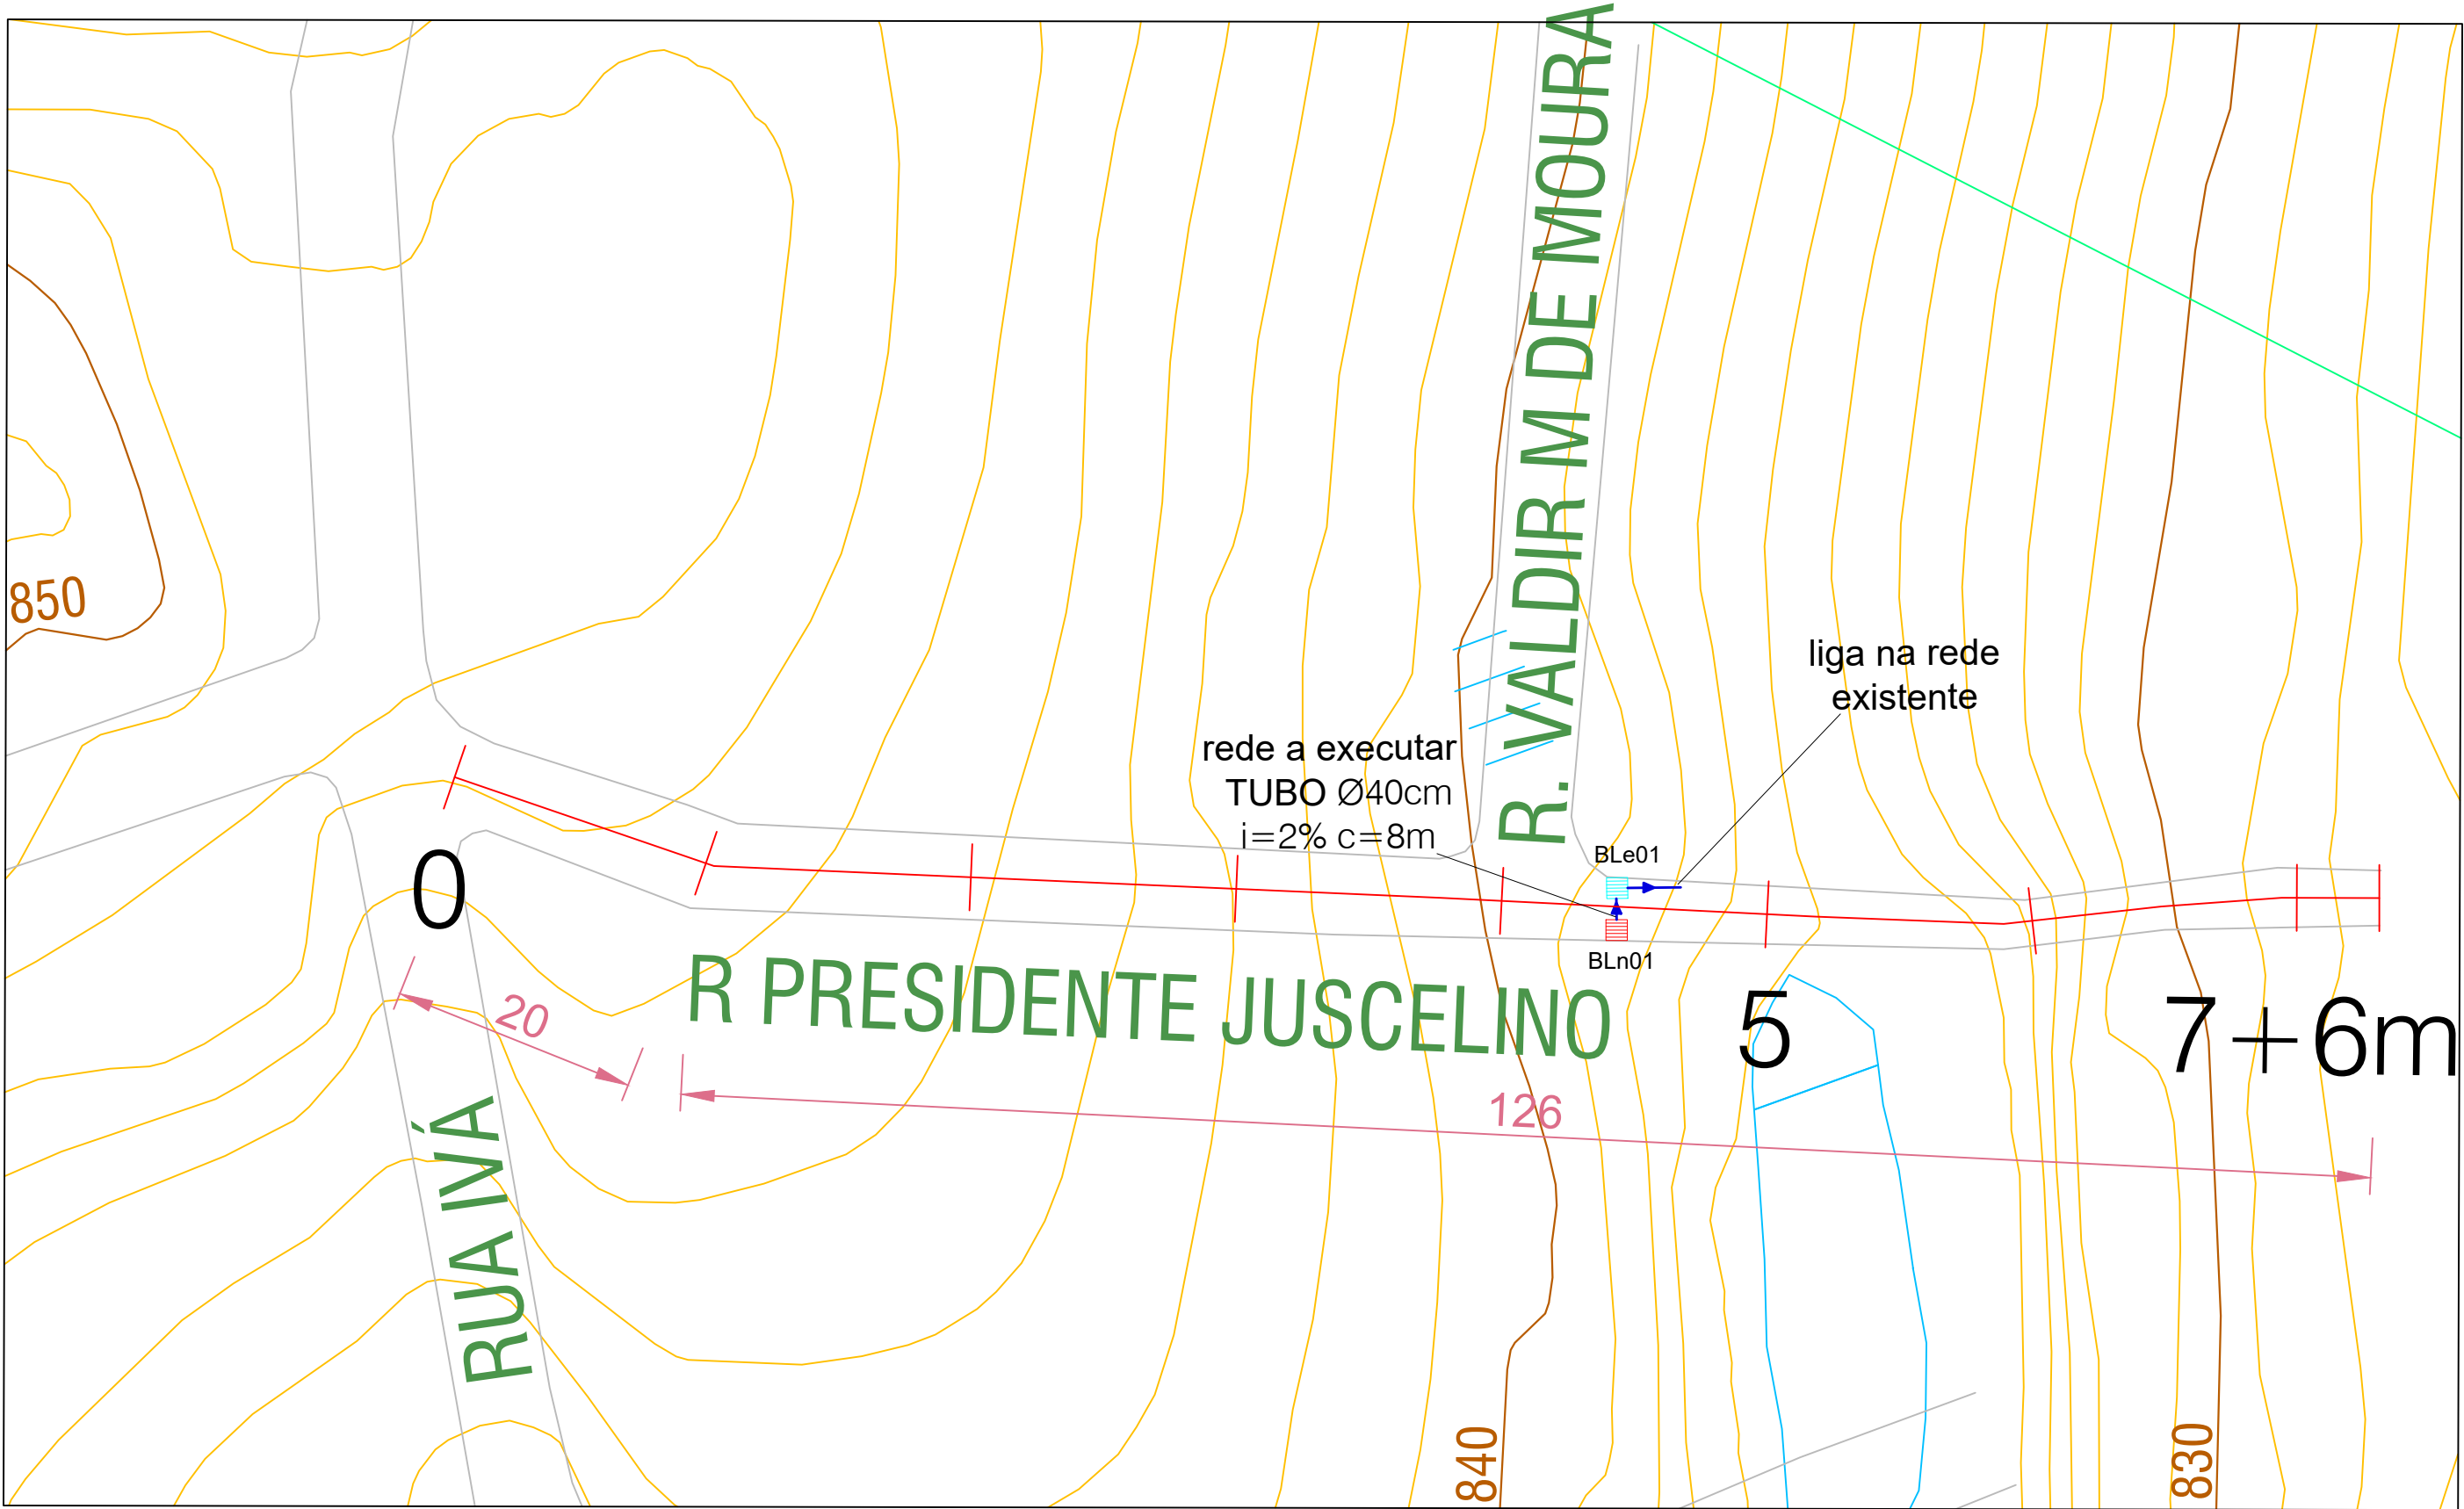 R. VALDIR M DE MOURA
850
liga na rede
existente
rede a executar
TUBO Ø40cm
i=2% c=8m
BLe01
BLn01
0
20
R PRESIDENTE JUSCELINO
5
7+6m
126
RUA IVÁ
840
830